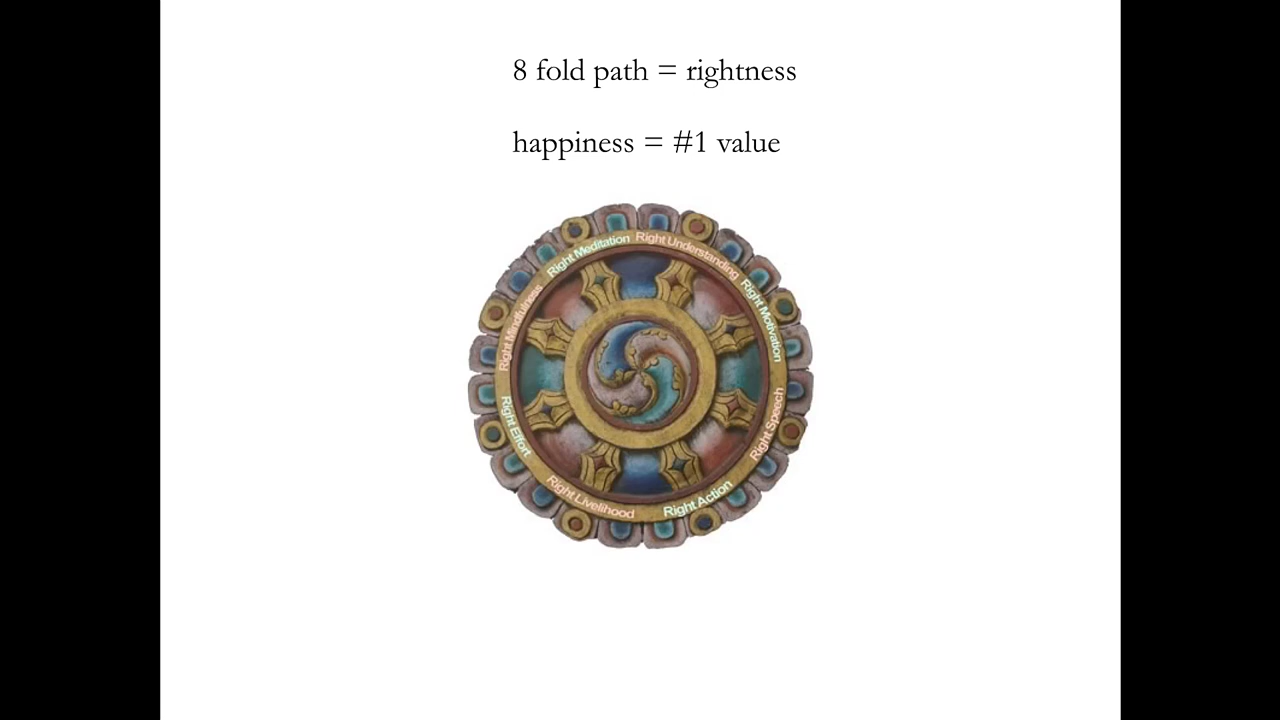 8 fold path = rightness
happiness = #1 value
Right Understanding
Right Motivation
Right Speech
Right Action
Right Livelihood
Right Effort
Right Mindfulness
Right Meditation